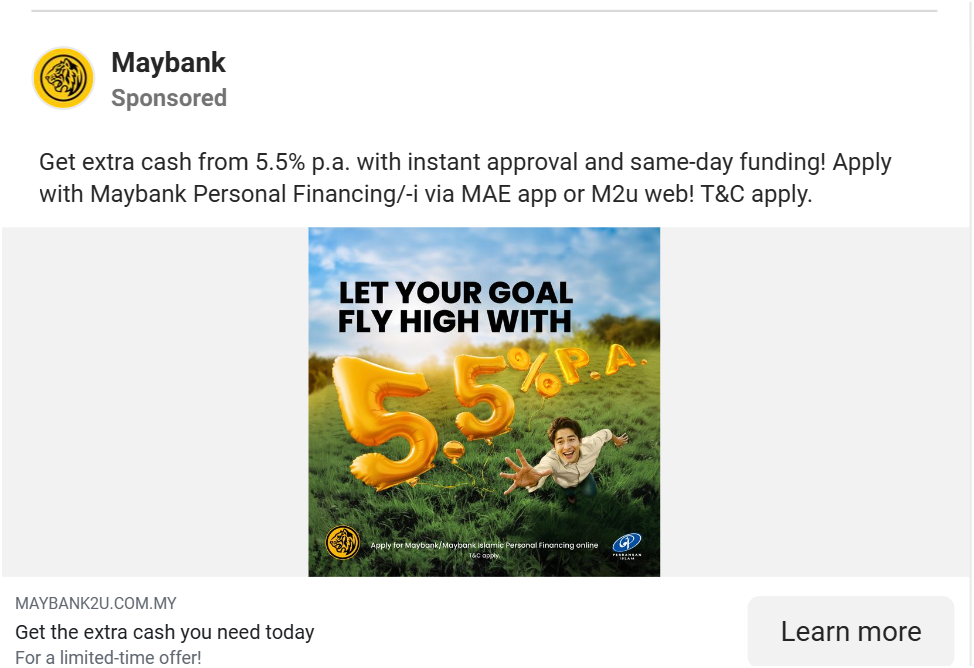 Maybank
Sponsored
Get extra cash from 5.5% p.a. with instant approval and same-day funding! Apply
with Maybank Personal Financing/-i via MAE app or M2u web! T&C apply.
LET YOUR GOAL
FLY HIGH WITH
5.5%P.A.
Apply for Maybank/Maybank Islamic Personal Financing online
T&C apply.
PERBANKAN
ISLAM
MAYBANK2U.COM.MY
Get the extra cash you need today
For a limited-time offer!
Learn more